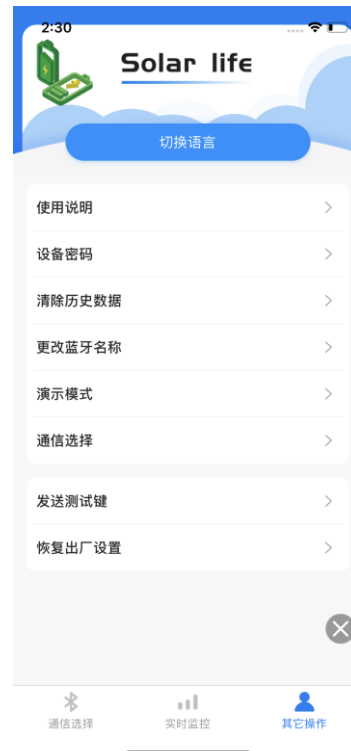 2:30
Solar life
切换语言
使用说明
设备密码
清除历史数据
更改蓝牙名称
演示模式
通信选择
发送测试键
恢复出厂设置
通信选择 实时监控 其它操作